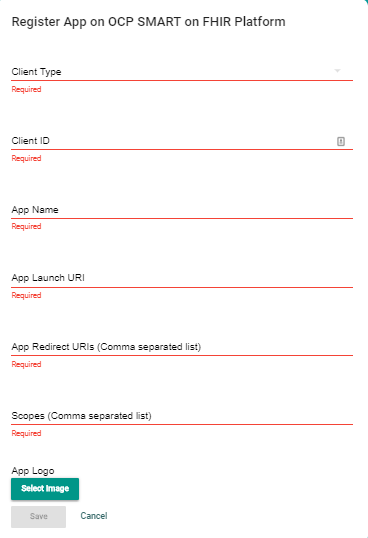 Register App on OCP SMART on FHIR Platform
Client Type
Required
Client ID
Required
App Name
Required
App Launch URI
Required
App Redirect URIs (Comma separated list)
Required
Scopes (Comma separated list)
Required
App Logo
Select Image
Save Cancel